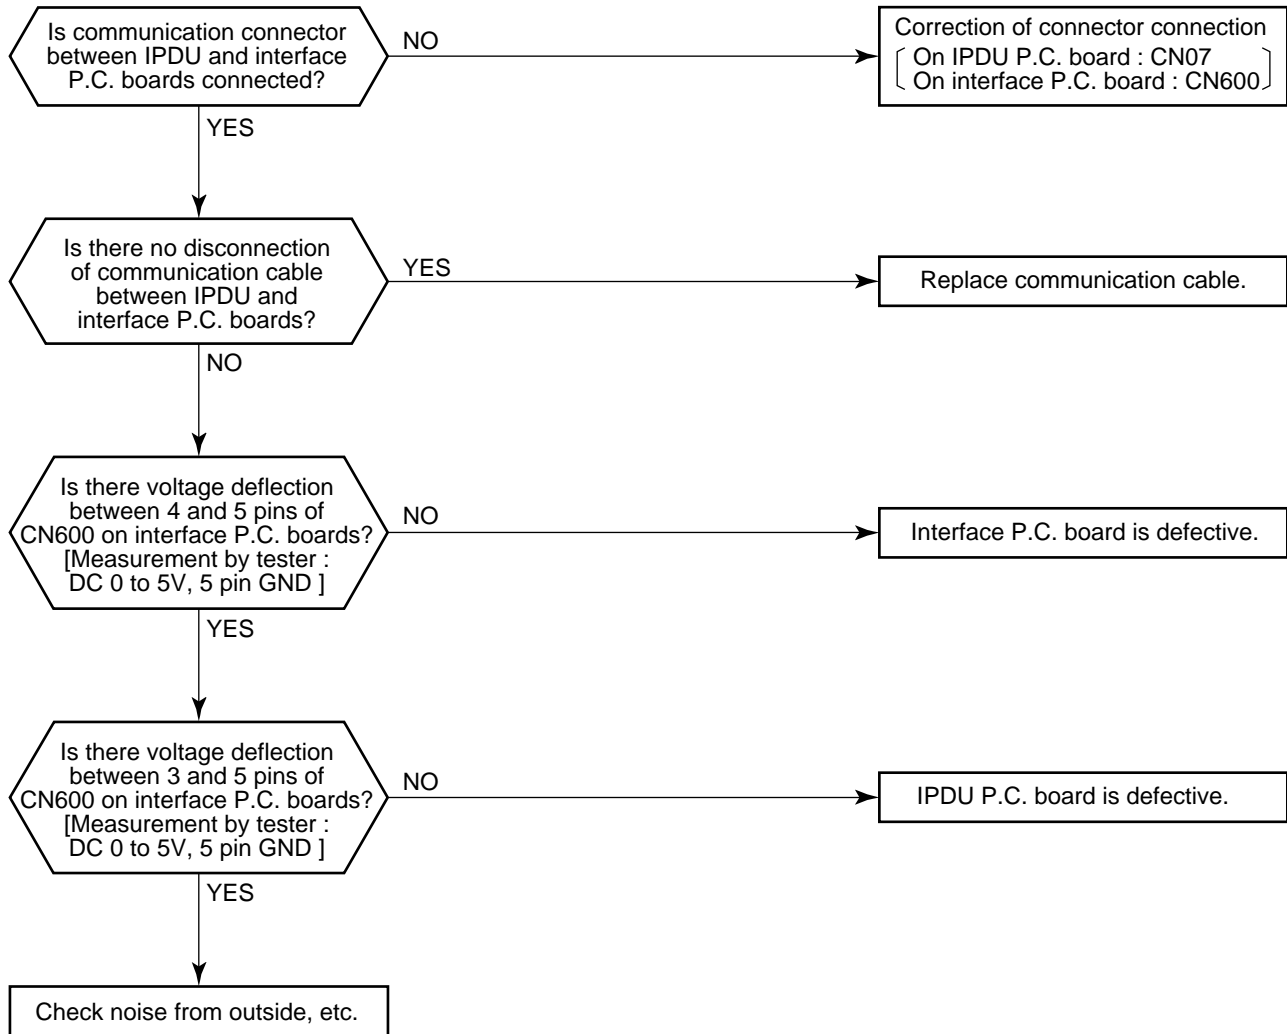 Is communication connector
between IPDU and interface
P.C. boards connected?
NO
Correction of connector connection
On IPDU P.C. board : CN07
On interface P.C. board : CN600
YES
Is there no disconnection
of communication cable
between IPDU and
interface P.C. boards?
YES
Replace communication cable.
NO
Is there voltage deflection
between 4 and 5 pins of
CN600 on interface P.C. boards?
[Measurement by tester :
DC 0 to 5V, 5 pin GND ]
NO
Interface P.C. board is defective.
YES
Is there voltage deflection
between 3 and 5 pins of
CN600 on interface P.C. boards?
[Measurement by tester :
DC 0 to 5V, 5 pin GND ]
NO
IPDU P.C. board is defective.
YES
Check noise from outside, etc.